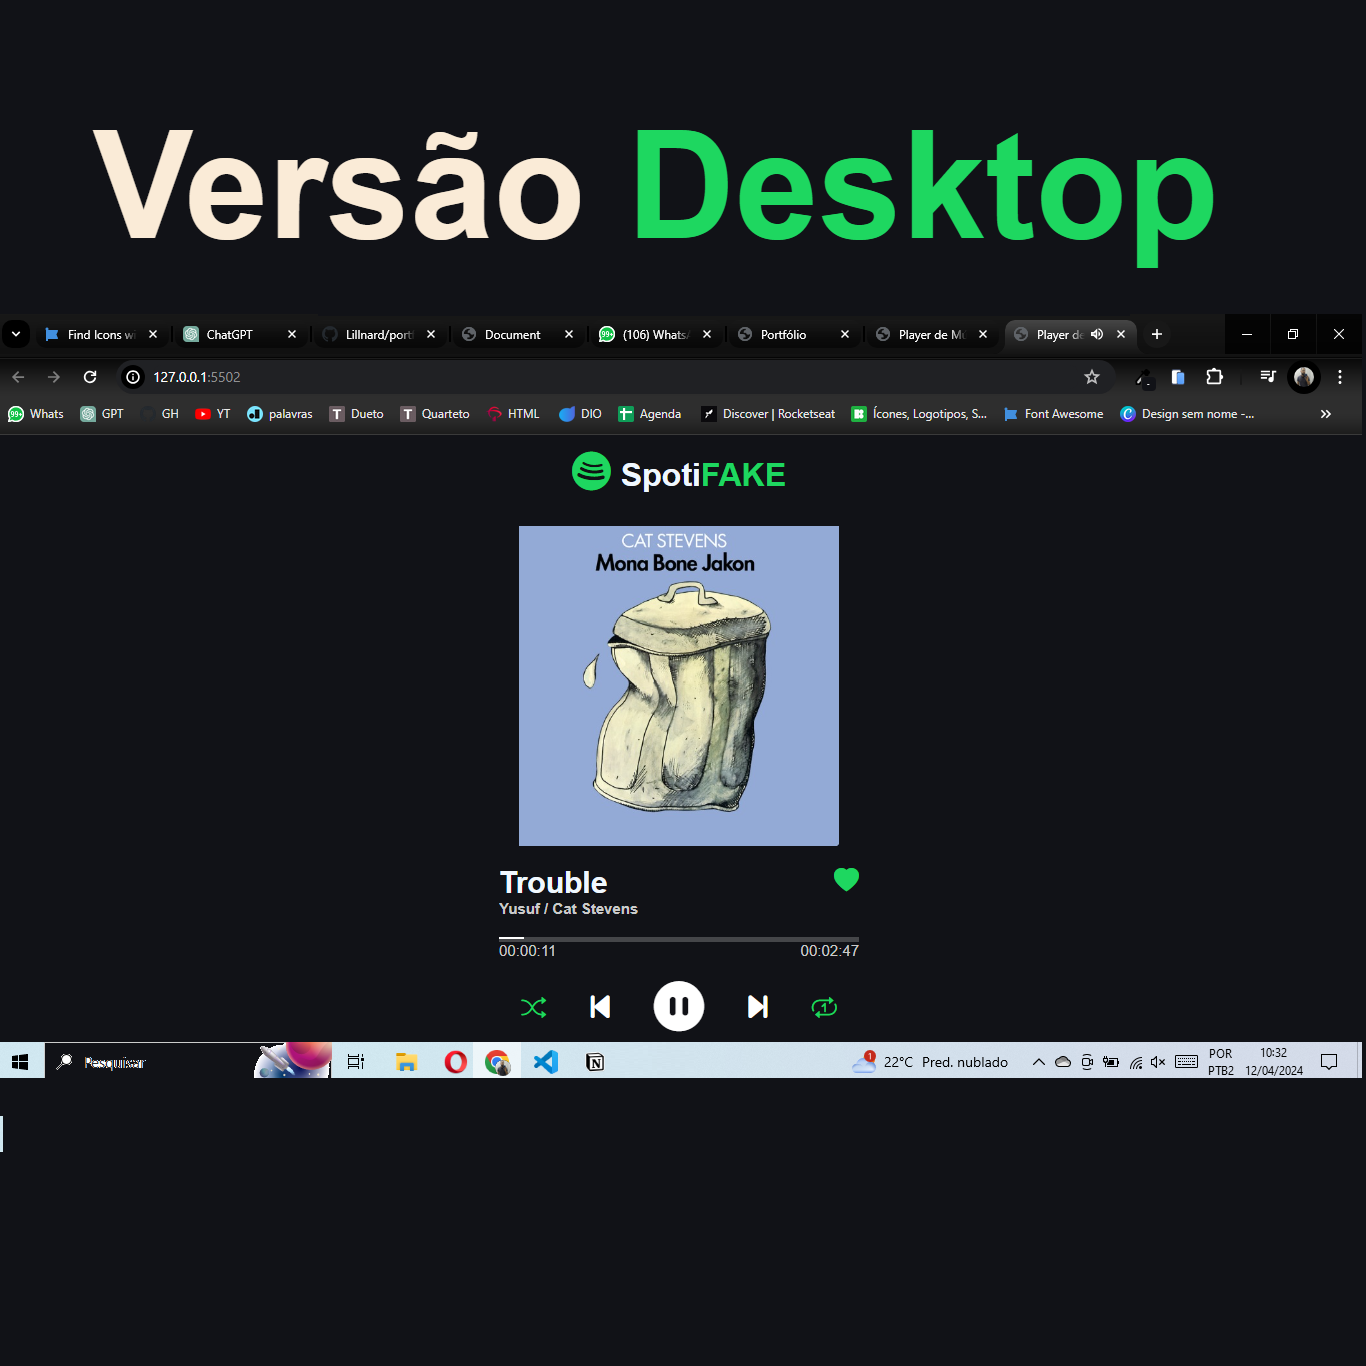 Versão Desktop
Find Icons wi ChatGPT Lillnard/port Document (106) Whats Portfólio Player de M Player de
127.0.0.1:5502
99+ Whats GPT GH YT palavras T Dueto T Quarteto HTML DIO Agenda Discover | Rocketseat Ícones, Logotipos, S... Font Awesome Design sem nome -...
SpotiFAKE
CAT STEVENS
Mona Bone Jakon
Trouble
Yusuf / Cat Stevens
00:00:11 00:02:47
1
Pesquisar 1 22°C Pred. nublado POR PTB2 10:32 12/04/2024